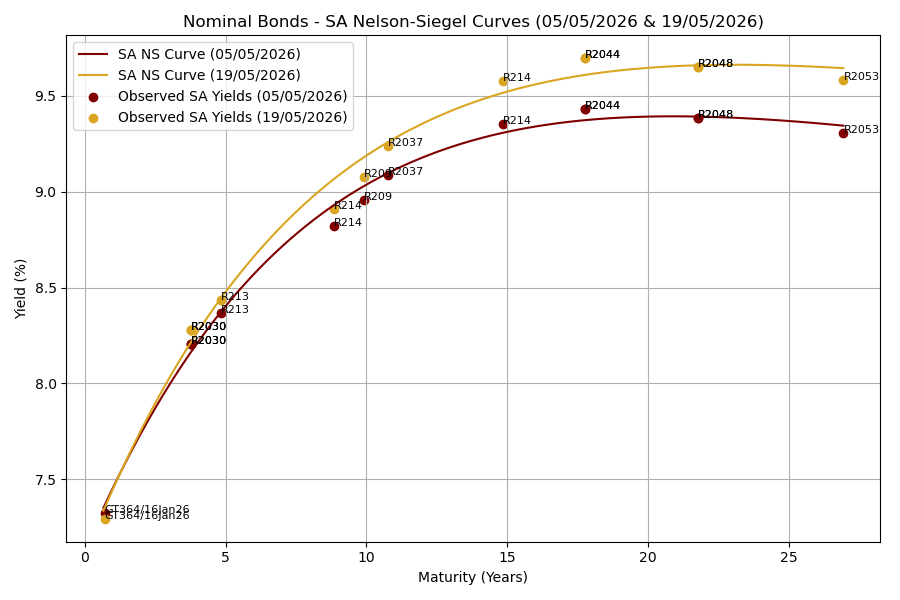 Nominal Bonds - SA Nelson-Siegel Curves (05/05/2026 & 19/05/2026)
SA NS Curve (05/05/2026)
SA NS Curve (19/05/2026)
Observed SA Yields (05/05/2026)
Observed SA Yields (19/05/2026)
Yield (%)
9.5
9.0
8.5
8.0
7.5
R2044
R2048
R214
R2053
R2044
R2048
R214
R2053
R2037
R209
R2037
R214
R209
R214
R213
R213
R2030
R2030
GT364/16Jan26
GT364/16Jan26
0
5
10
15
20
25
Maturity (Years)